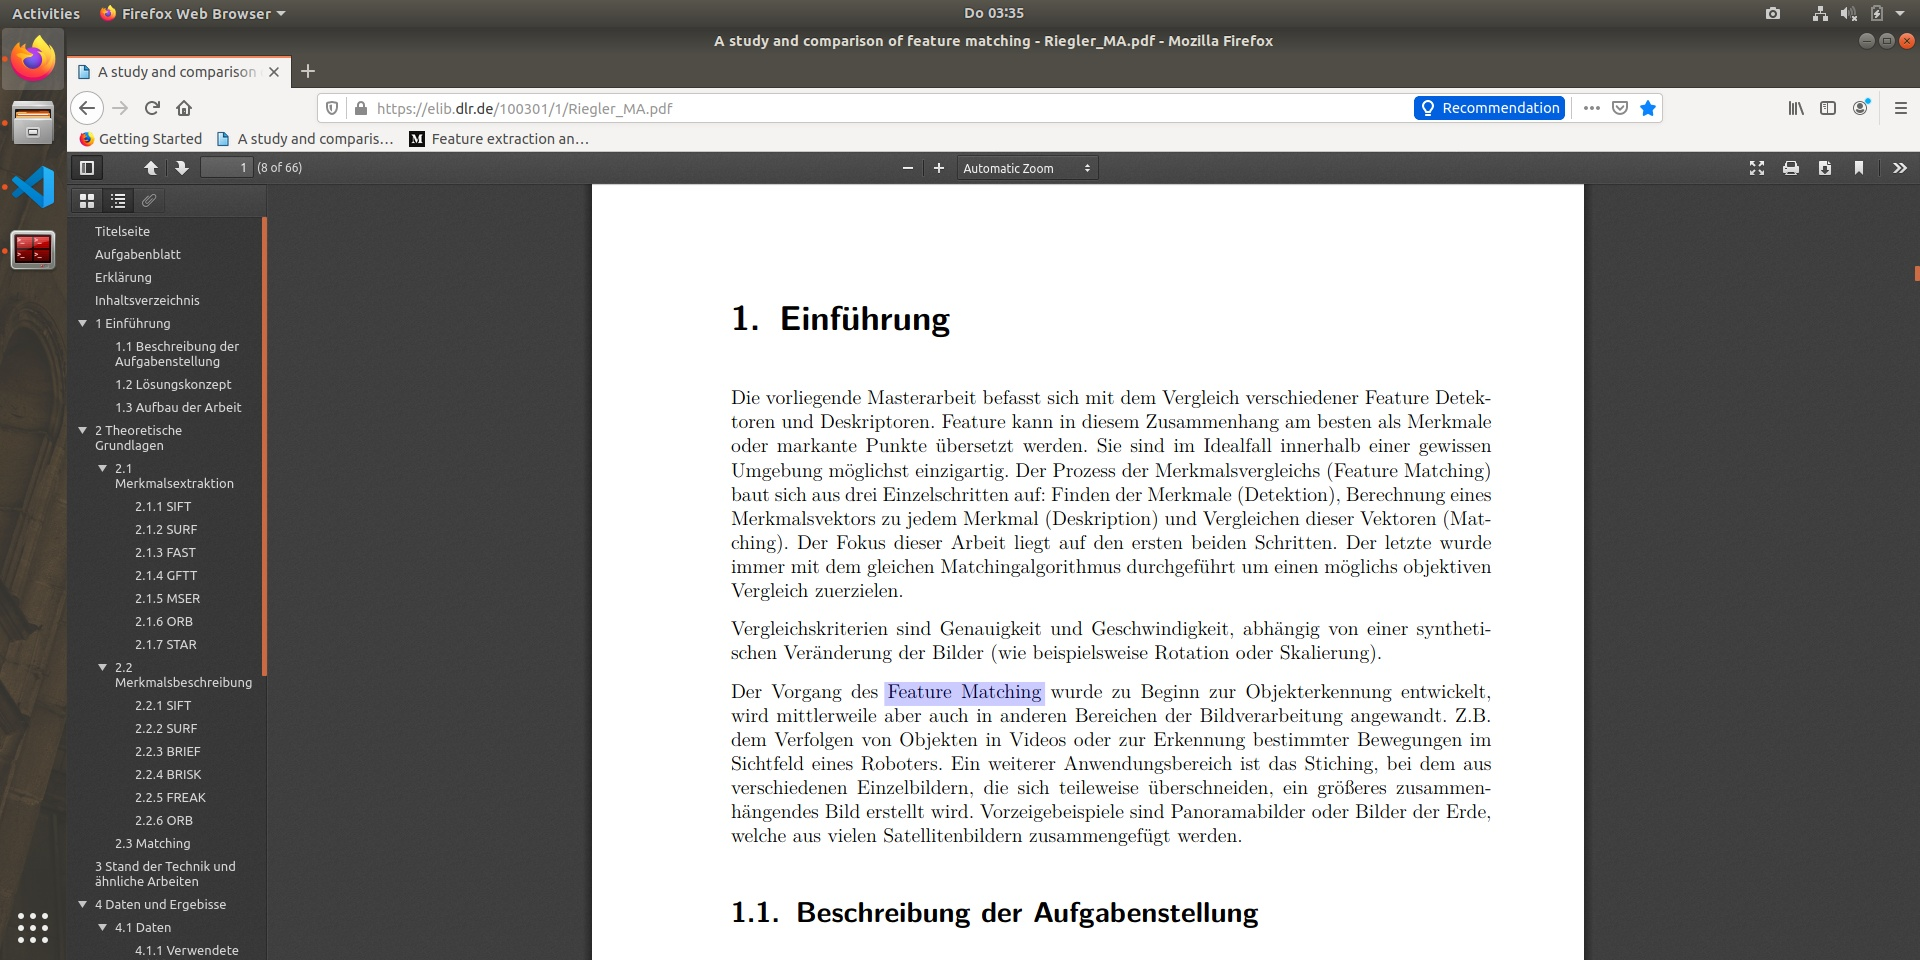 Activities
Firefox Web Browser
Do 03:35
A study and comparison of feature matching - Riegler_MA.pdf - Mozilla Firefox
A study and comparison
https://elib.dlr.de/100301/1/Riegler_MA.pdf
Recommendation
Getting Started
A study and comparis...
M
Feature extraction an...
1
(8 of 66)
Automatic Zoom
Titelseite
Aufgabenblatt
Erklärung
Inhaltsverzeichnis
1 Einführung
1.1 Beschreibung der
Aufgabenstellung
1.2 Lösungskonzept
1.3 Aufbau der Arbeit
2 Theoretische
Grundlagen
2.1
Merkmalsextraktion
2.1.1 SIFT
2.1.2 SURF
2.1.3 FAST
2.1.4 GFTT
2.1.5 MSER
2.1.6 ORB
2.1.7 STAR
2.2
Merkmalsbeschreibung
2.2.1 SIFT
2.2.2 SURF
2.2.3 BRIEF
2.2.4 BRISK
2.2.5 FREAK
2.2.6 ORB
2.3 Matching
3 Stand der Technik und
ähnliche Arbeiten
4 Daten und Ergebisse
4.1 Daten
4.1.1 Verwendete
1. Einführung
Die vorliegende Masterarbeit befasst sich mit dem Vergleich verschiedener Feature Detek-
toren und Deskriptoren. Feature kann in diesem Zusammenhang am besten als Merkmale
oder markante Punkte übersetzt werden. Sie sind im Idealfall innerhalb einer gewissen
Umgebung möglichst einzigartig. Der Prozess der Merkmalsvergleichs (Feature Matching)
baut sich aus drei Einzelschritten auf: Finden der Merkmale (Detektion), Berechnung eines
Merkmalsvektors zu jedem Merkmal (Deskription) und Vergleichen dieser Vektoren (Mat-
ching). Der Fokus dieser Arbeit liegt auf den ersten beiden Schritten. Der letzte wurde
immer mit dem gleichen Matchingalgorithmus durchgeführt um einen möglichs objektiven
Vergleich zuerzielen.
Vergleichskriterien sind Genauigkeit und Geschwindigkeit, abhängig von einer syntheti-
schen Veränderung der Bilder (wie beispielsweise Rotation oder Skalierung).
Der Vorgang des Feature Matching wurde zu Beginn zur Objekterkennung entwickelt,
wird mittlerweile aber auch in anderen Bereichen der Bildverarbeitung angewandt. Z.B.
dem Verfolgen von Objekten in Videos oder zur Erkennung bestimmter Bewegungen im
Sichtfeld eines Roboters. Ein weiterer Anwendungsbereich ist das Stiching, bei dem aus
verschiedenen Einzelbildern, die sich teileweise überschneiden, ein größeres zusammen-
hängendes Bild erstellt wird. Vorzeigebeispiele sind Panoramabilder oder Bilder der Erde,
welche aus vielen Satellitenbildern zusammengefügt werden.
1.1. Beschreibung der Aufgabenstellung